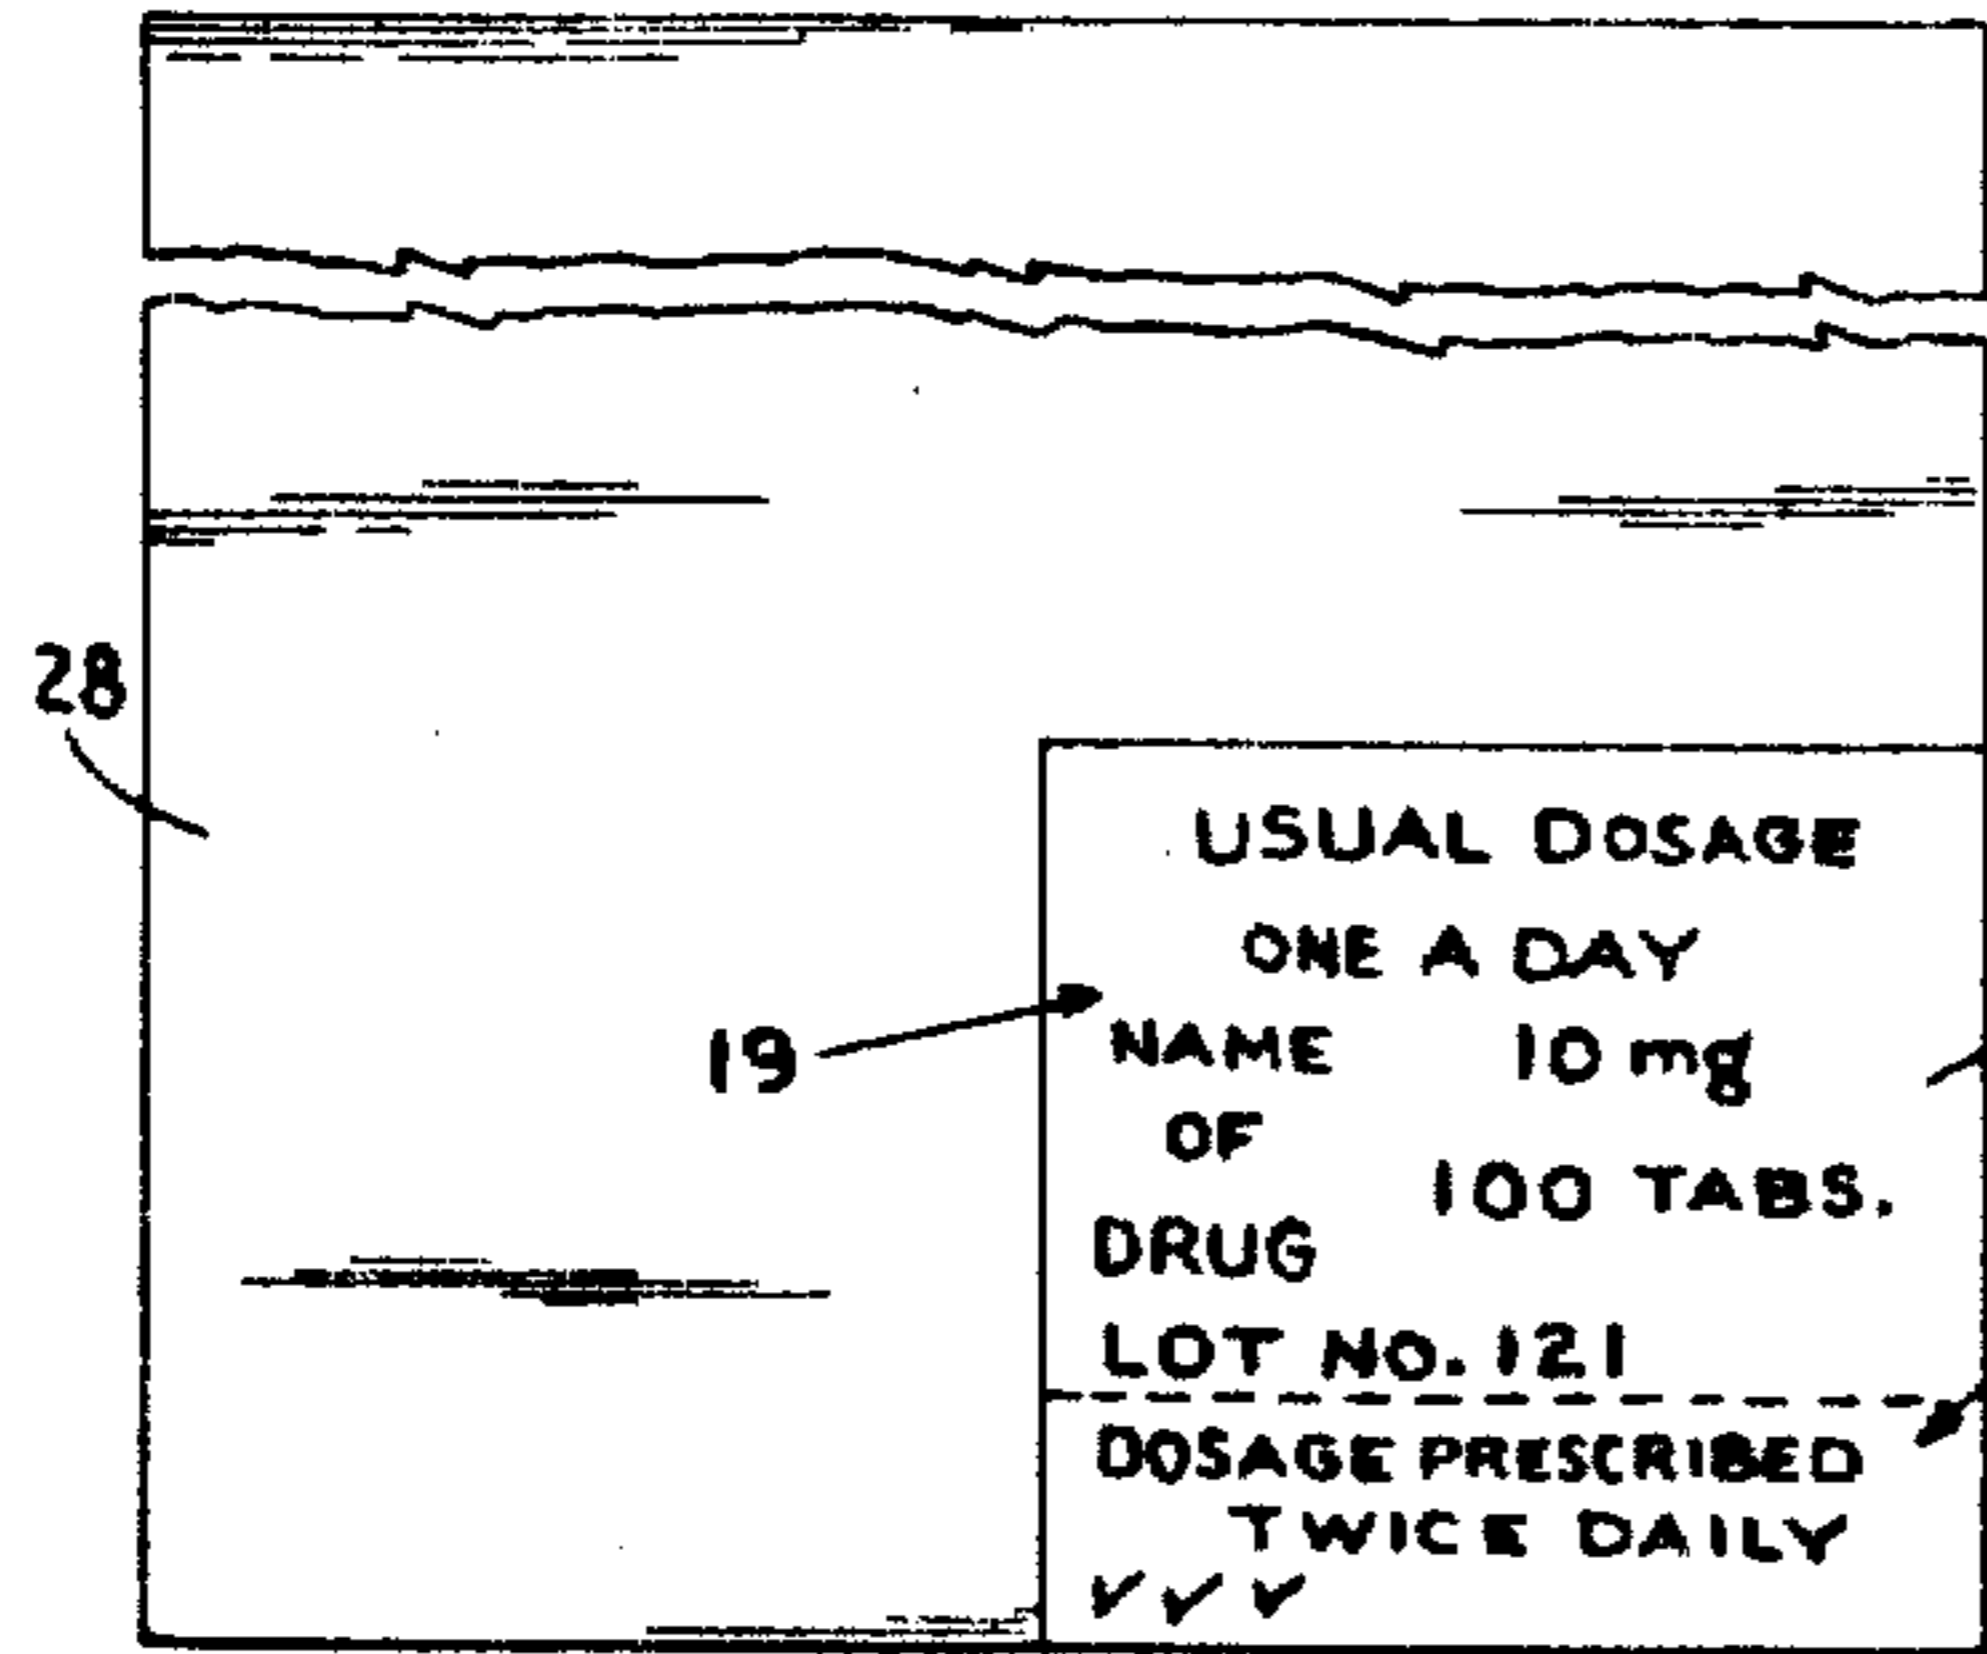 28
USUAL DOSAGE
ONE A DAY
19
NAME 10 mg
OF
100 TABS.
DRUG
LOT NO. 121
DOSAGE PRESCRIBED
TWICE DAILY
✓ ✓ ✓